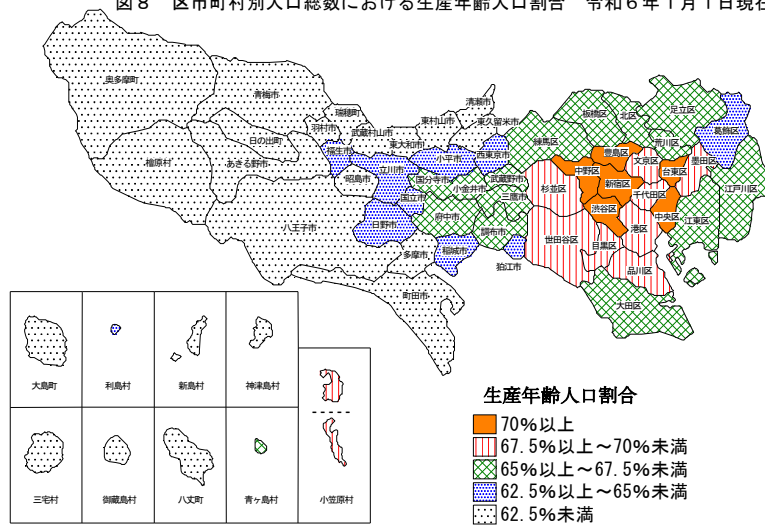 図8 区市町村別人口総数における生産年齢人口割合 令和6年1月1日現在
奥多摩町
青梅市
瑞穂町
清瀬市
東村山市
東久留米市
羽村市
武蔵村山市
東大和市
日の出町
福生市
小平市
西東京市
檜原村
あきる野市
昭島市
立川市
国分寺市
小金井市
武蔵野市
国立市
三鷹市
八王子市
日野市
府中市
調布市
多摩市
稲城市
狛江市
町田市
板橋区
北区
足立区
練馬区
荒川区
葛飾区
豊島区
文京区
墨田区
中野区
台東区
杉並区
新宿区
千代田区
江戸川区
渋谷区
中央区
江東区
世田谷区
目黒区
港区
品川区
大田区
大島町
利島村
新島村
神津島村
三宅村
御蔵島村
八丈町
青ヶ島村
小笠原村
生産年齢人口割合
70%以上
67.5%以上～70%未満
65%以上～67.5%未満
62.5%以上～65%未満
62.5%未満